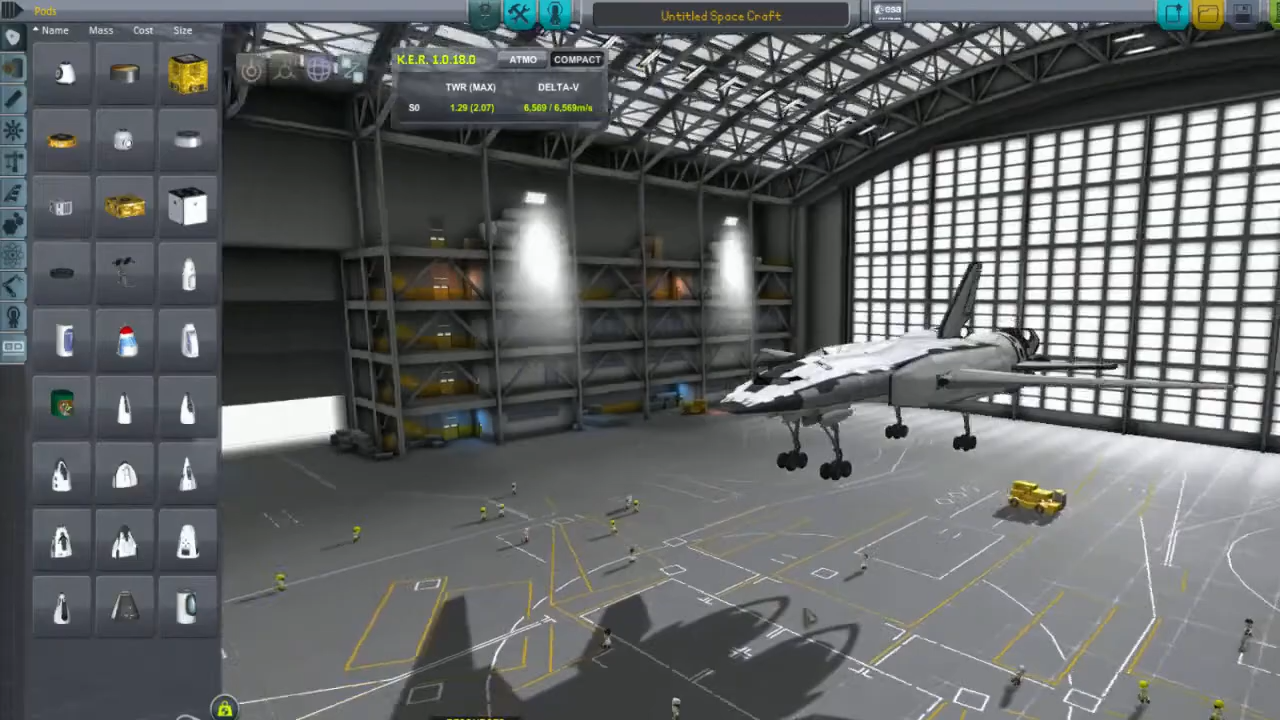 Pods
Untitled Space Craft
esa
Name Mass Cost Size
K.E.R. 1.0.18.0 ATMO COMPACT
TWR (MAX) DELTA-V
S0 1.29 (2.07) 6,569 / 6,569m/s